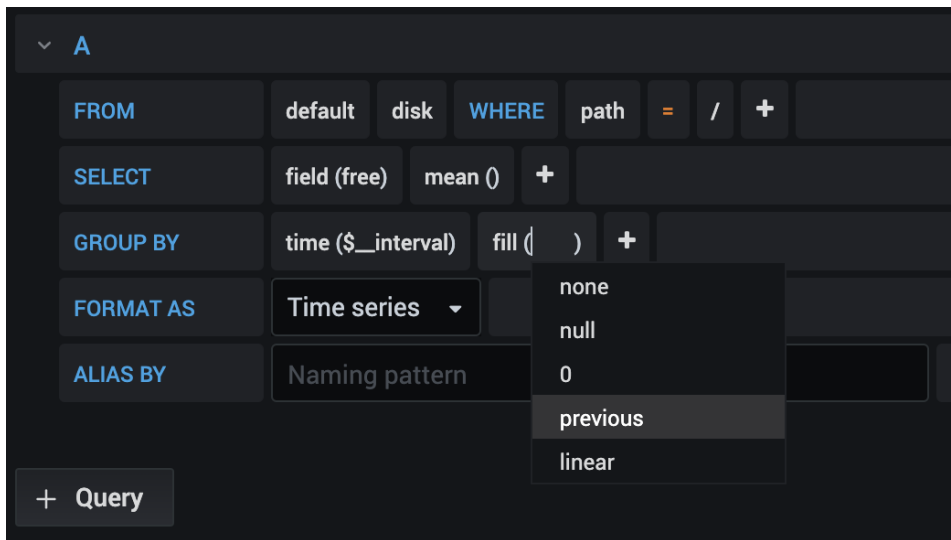 A
FROM default disk WHERE path = / +
SELECT field (free) mean () +
GROUP BY time ($__interval) fill ( ) +
none
FORMAT AS Time series
null
ALIAS BY Naming pattern
0
previous
linear
+ Query